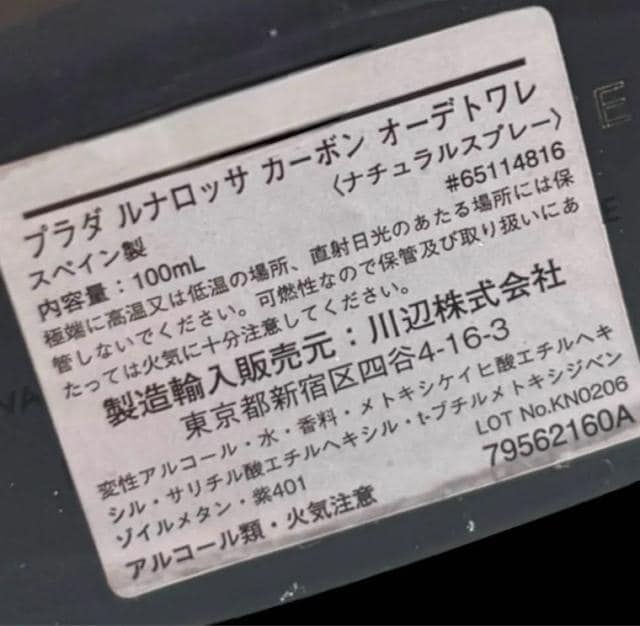 プラダ ルナロッサ カーボン オーデトワレ
〈ナチュラルスプレー〉
スペイン製
#65114816
内容量：100mL
極端に高温又は低温の場所、直射日光のあたる場所には保
管しないでください。可燃性なので保管及び取り扱いにあ
たっては火気に十分注意してください。
製造輸入販売元：川辺株式会社
東京都新宿区四谷4-16-3
変性アルコール・水・香料・メトキシケイヒ酸エチルヘキ
シル・サリチル酸エチルヘキシル・t-ブチルメトキシジベン
ゾイルメタン・紫401
LOT No.KN0206
アルコール類・火気注意
79562160A
E
E